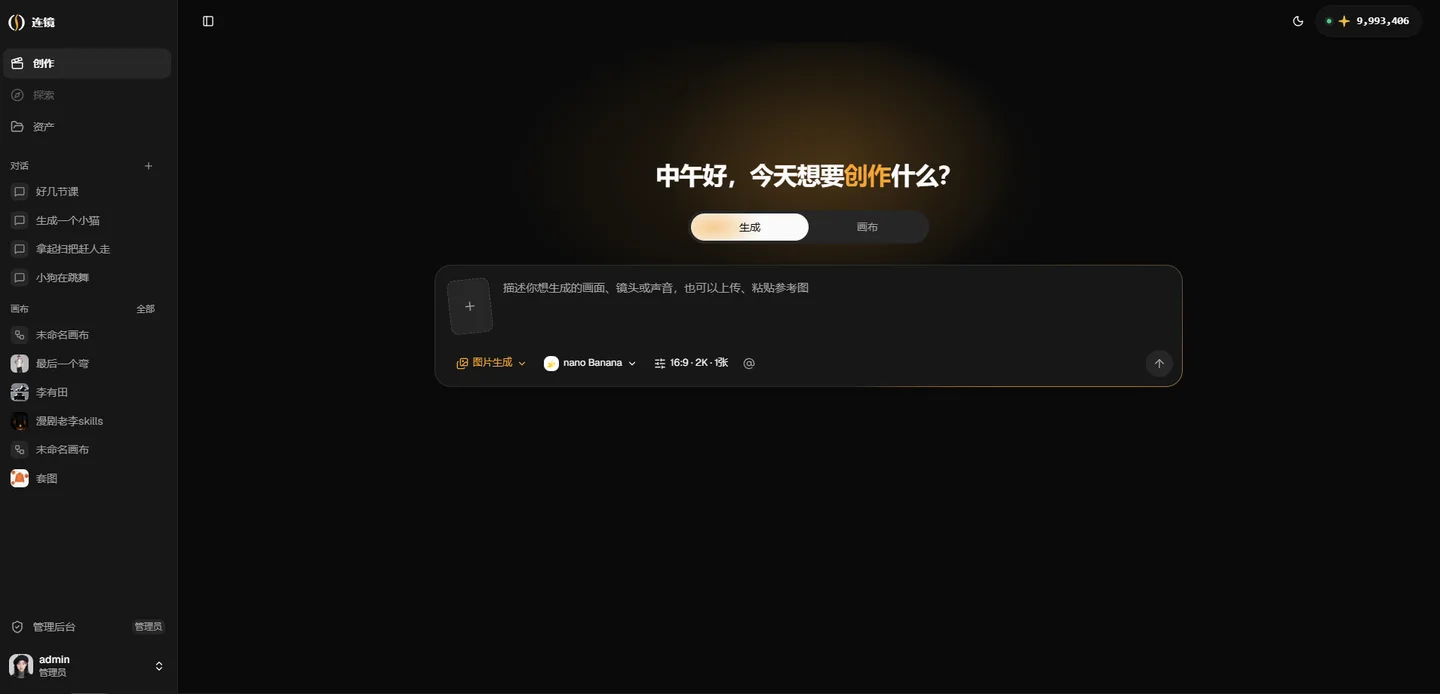 连镜
创作
探索
资产
对话
好几节课
生成一个小猫
拿起扫把赶人走
小狗在跳舞
画布 全部
未命名画布
最后一个弯
李有田
漫剧老李skills
未命名画布
套图
管理后台 管理员
admin
管理员
9,993,406
中午好，今天想要创作什么？
生成 画布
描述你想生成的画面、镜头或声音，也可以上传、粘贴参考图
图片生成 nano Banana 16:9 · 2K · 1张 @